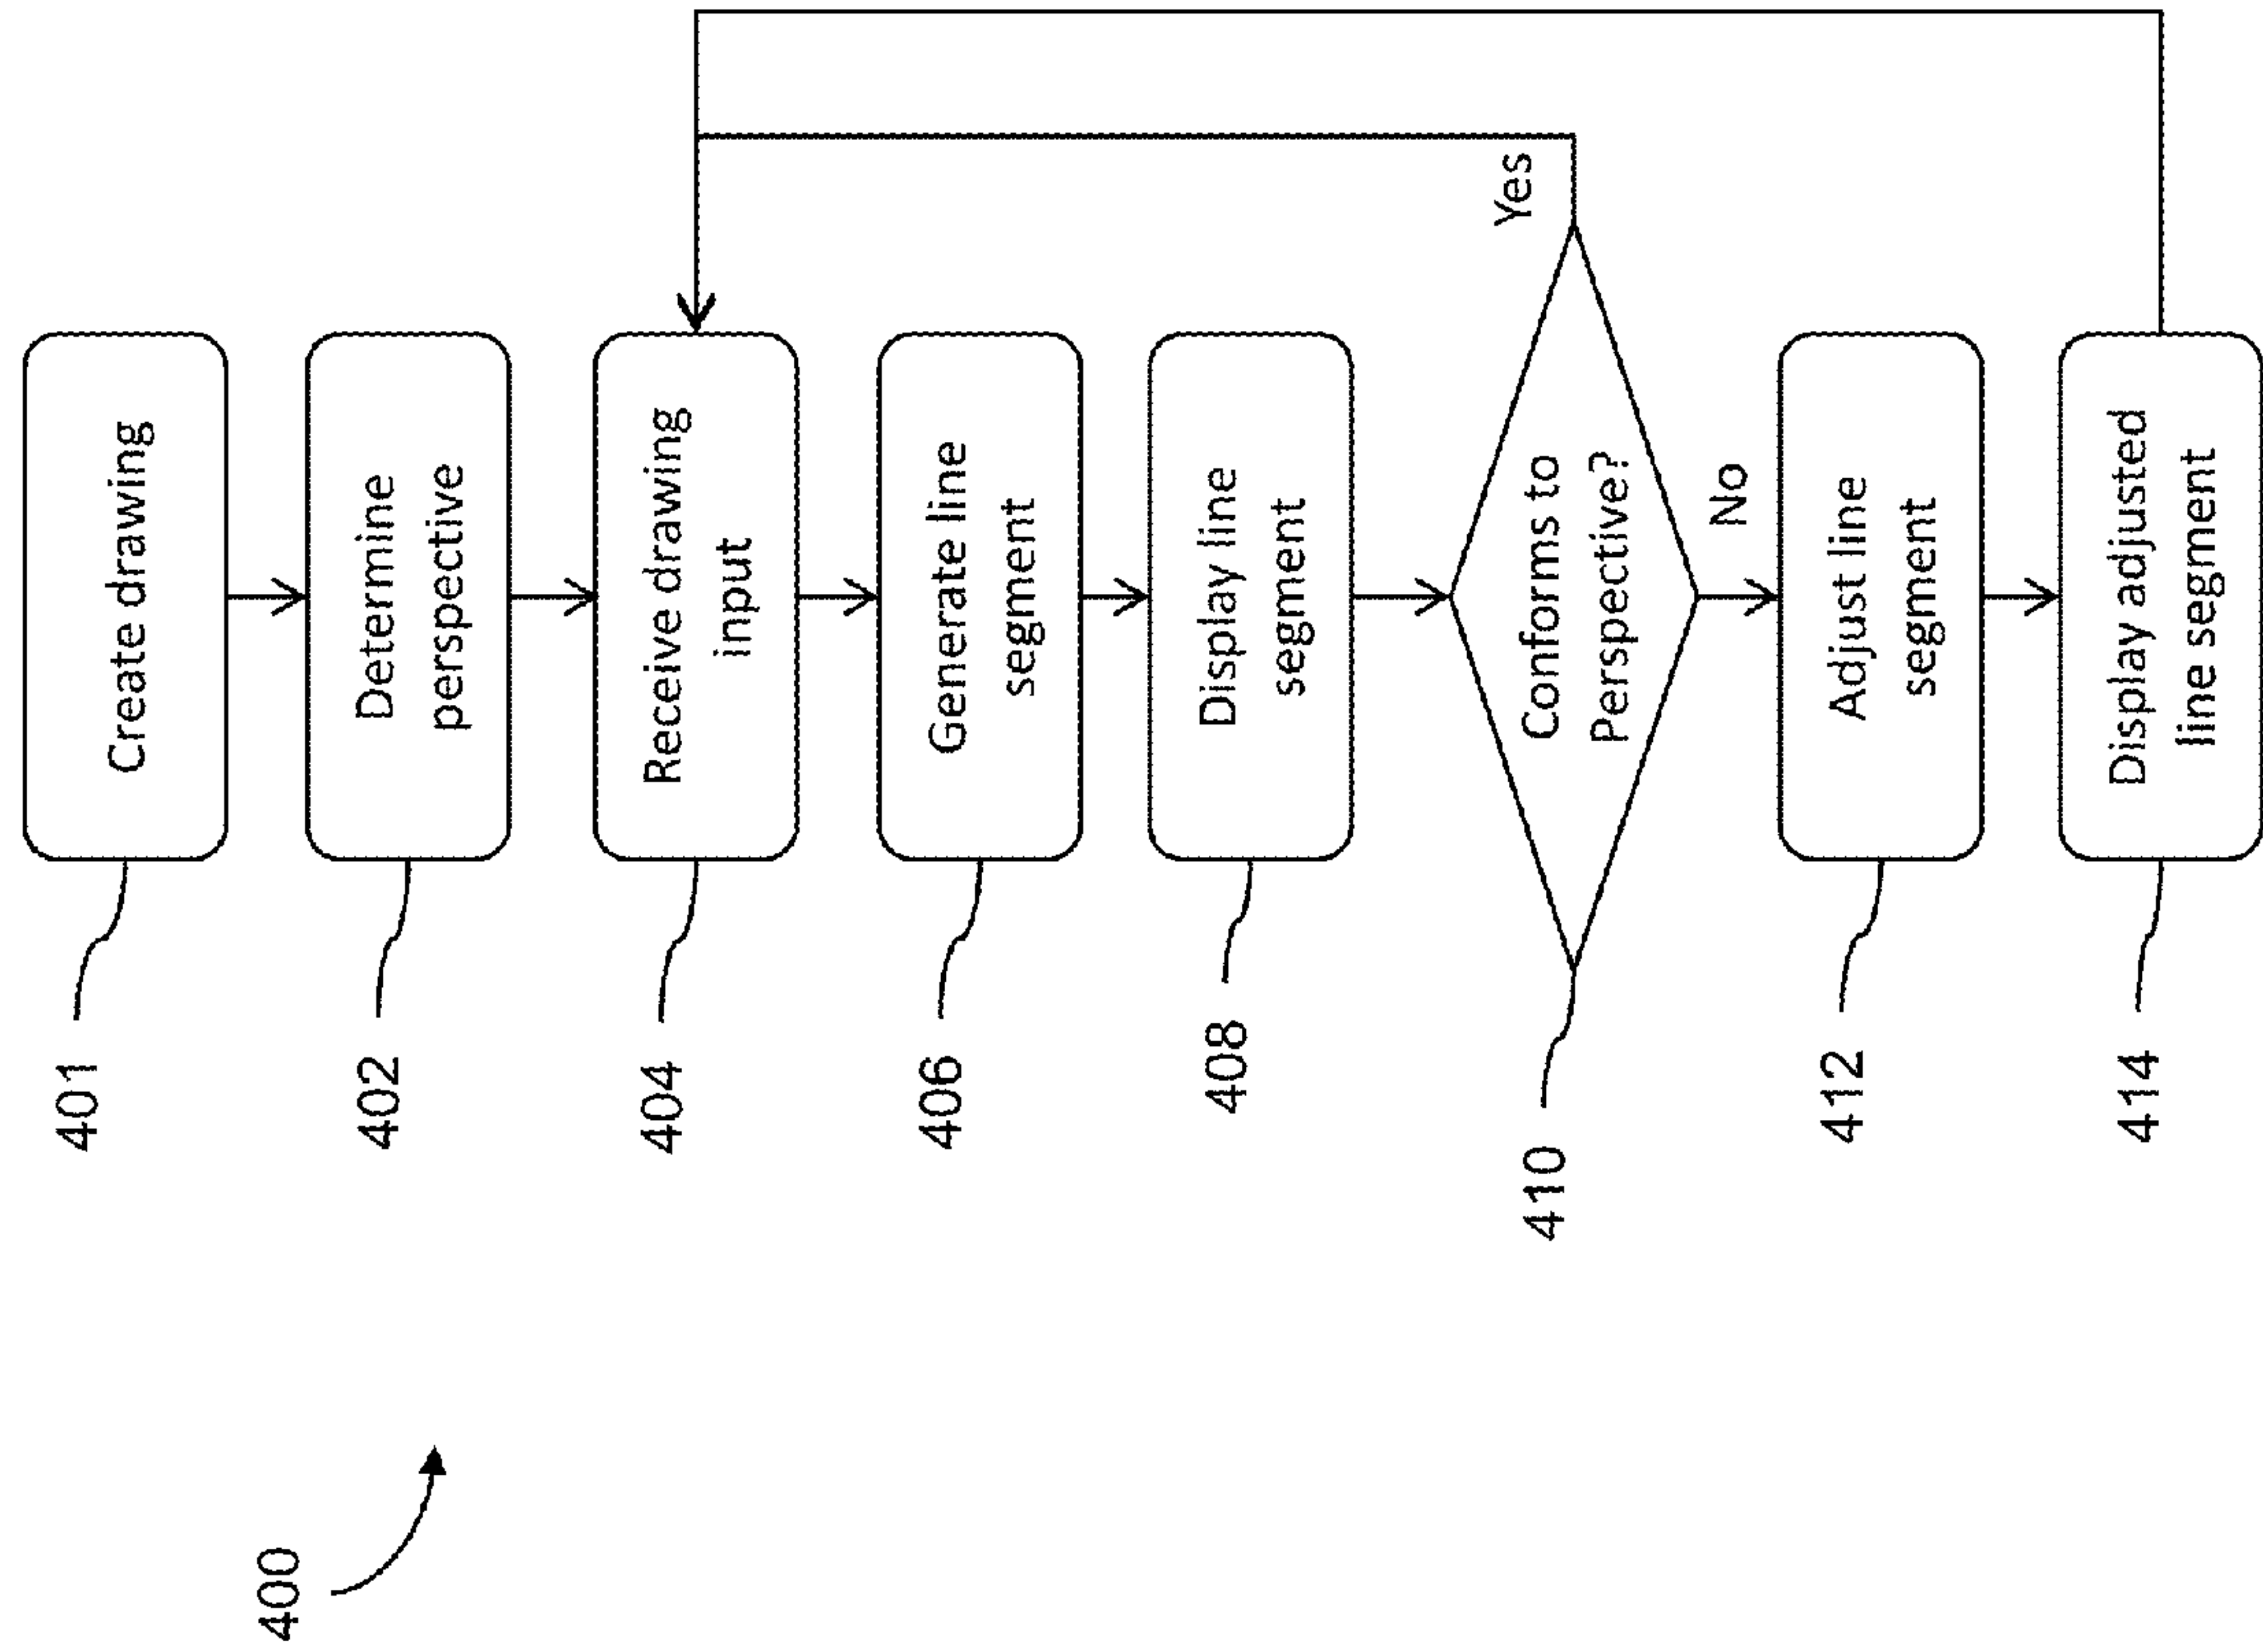 400
401
Create drawing
402
Determine
perspective
404
Receive drawing
input
406
Generate line
segment
408
Display line
segment
410
Conforms to
Perspective?
Yes
No
412
Adjust line
segment
414
Display adjusted
line segment